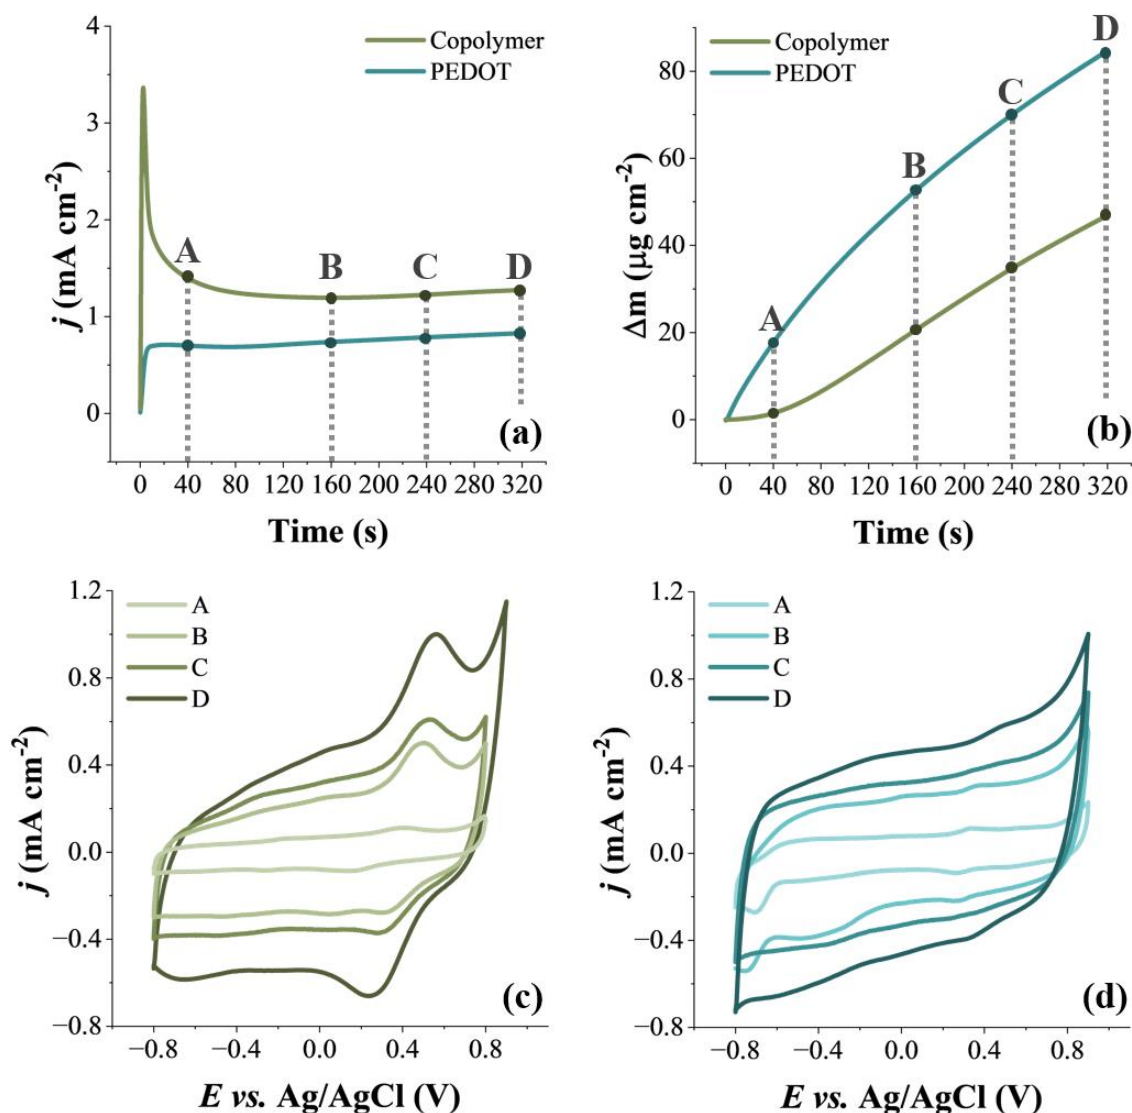 4
3
2
1
0
j (mA cm⁻²)
Copolymer
PEDOT
A
B
C
D
(a)
0 40 80 120 160 200 240 280 320
Time (s)
80
60
40
20
0
Δm (μg cm⁻²)
Copolymer
PEDOT
A
B
C
D
(b)
0 40 80 120 160 200 240 280 320
Time (s)
1.2
0.8
0.4
0.0
−0.4
−0.8
j (mA cm⁻²)
A
B
C
D
(c)
−0.8 −0.4 0.0 0.4 0.8
E vs. Ag/AgCl (V)
1.2
0.8
0.4
0.0
−0.4
−0.8
j (mA cm⁻²)
A
B
C
D
(d)
−0.8 −0.4 0.0 0.4 0.8
E vs. Ag/AgCl (V)